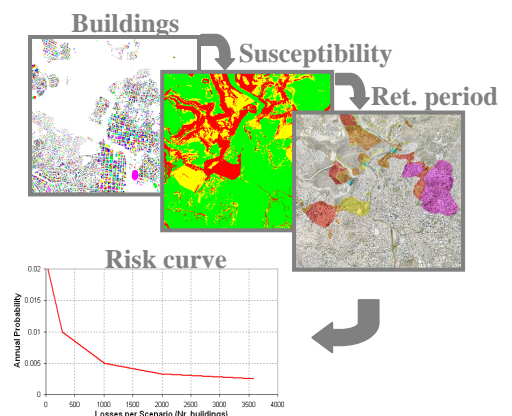 Buildings
Susceptibility
Ret. period
Risk curve
0.02
0.015
0.01
0.005
0
Annual Probability
0 500 1000 1500 2000 2500 3000 3500 4000
Losses per Scenario (Nr. buildings)